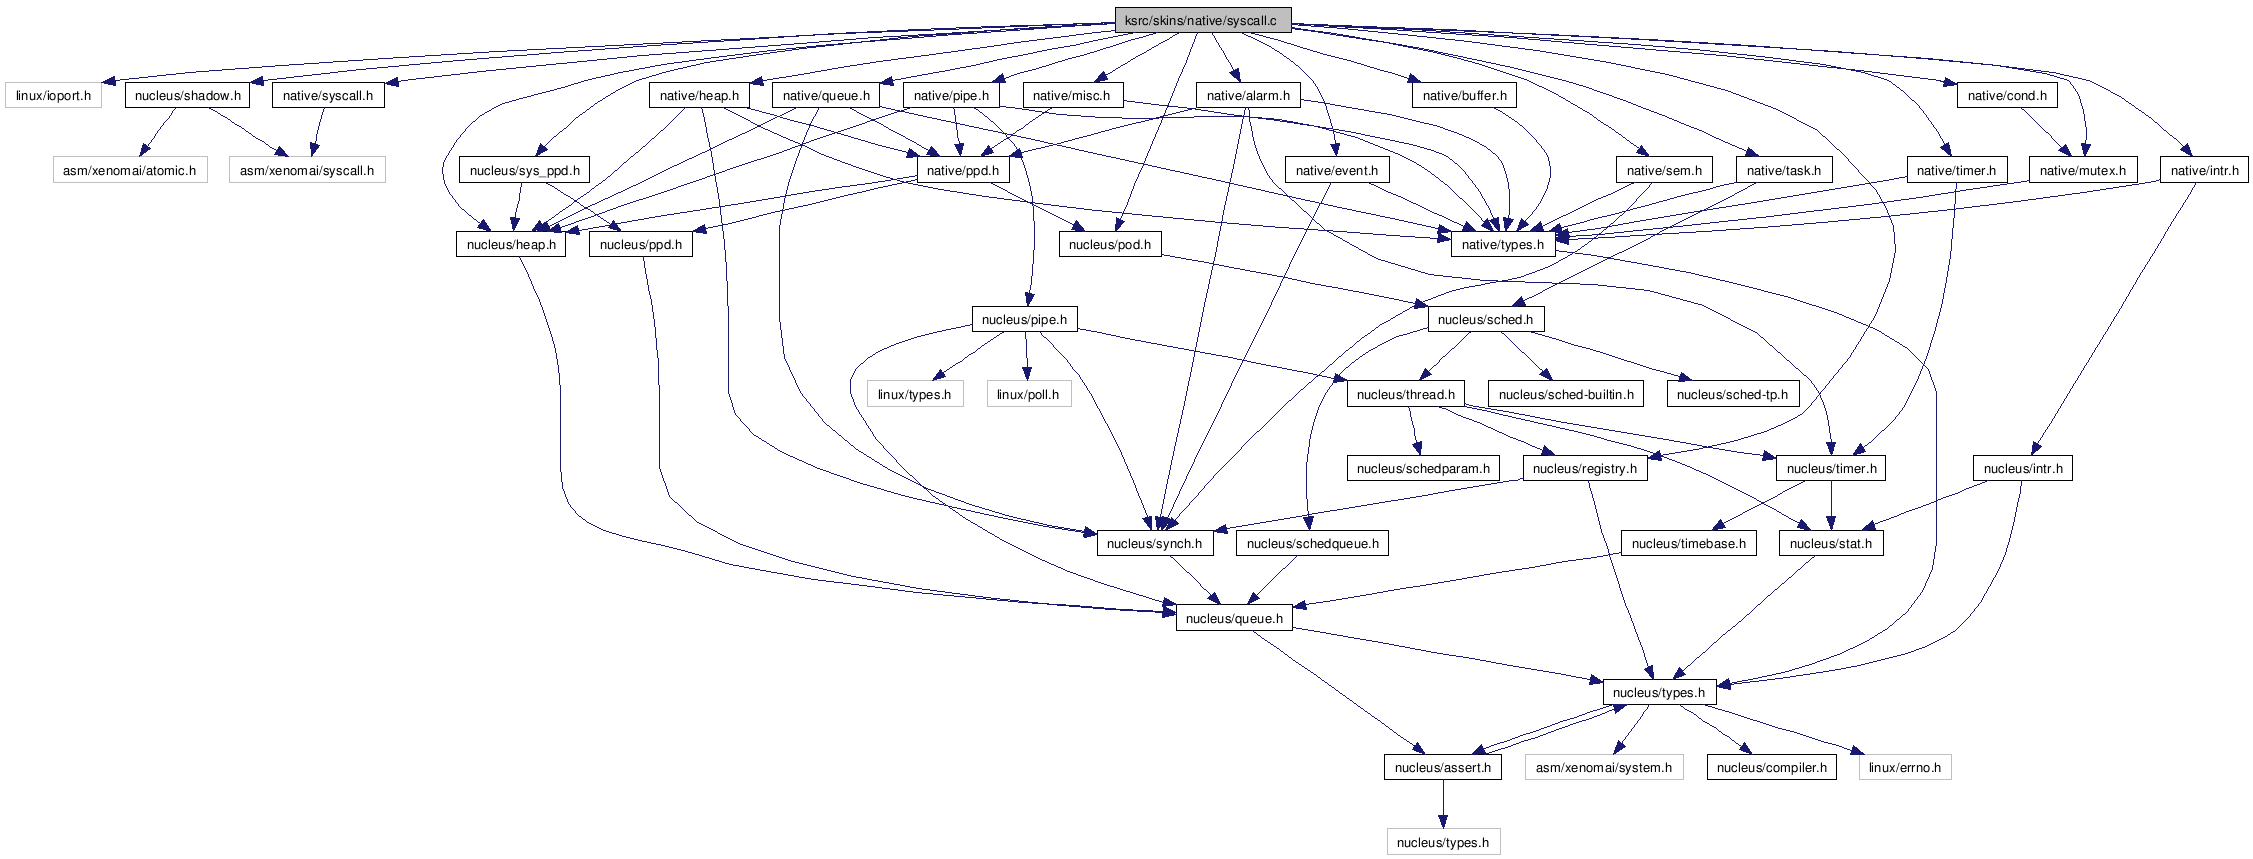 ksrc/skins/native/syscall.c
linux/ioport.h
nucleus/shadow.h
native/syscall.h
native/heap.h
native/queue.h
native/pipe.h
native/misc.h
native/alarm.h
native/buffer.h
native/cond.h
asm/xenomai/atomic.h
asm/xenomai/syscall.h
nucleus/sys_ppd.h
native/ppd.h
native/event.h
native/sem.h
native/task.h
native/timer.h
native/mutex.h
native/intr.h
nucleus/heap.h
nucleus/ppd.h
nucleus/pod.h
native/types.h
nucleus/pipe.h
nucleus/sched.h
linux/types.h
linux/poll.h
nucleus/thread.h
nucleus/sched-builtin.h
nucleus/sched-tp.h
nucleus/schedparam.h
nucleus/registry.h
nucleus/timer.h
nucleus/intr.h
nucleus/synch.h
nucleus/schedqueue.h
nucleus/timebase.h
nucleus/stat.h
nucleus/queue.h
nucleus/types.h
nucleus/assert.h
asm/xenomai/system.h
nucleus/compiler.h
linux/errno.h
nucleus/types.h